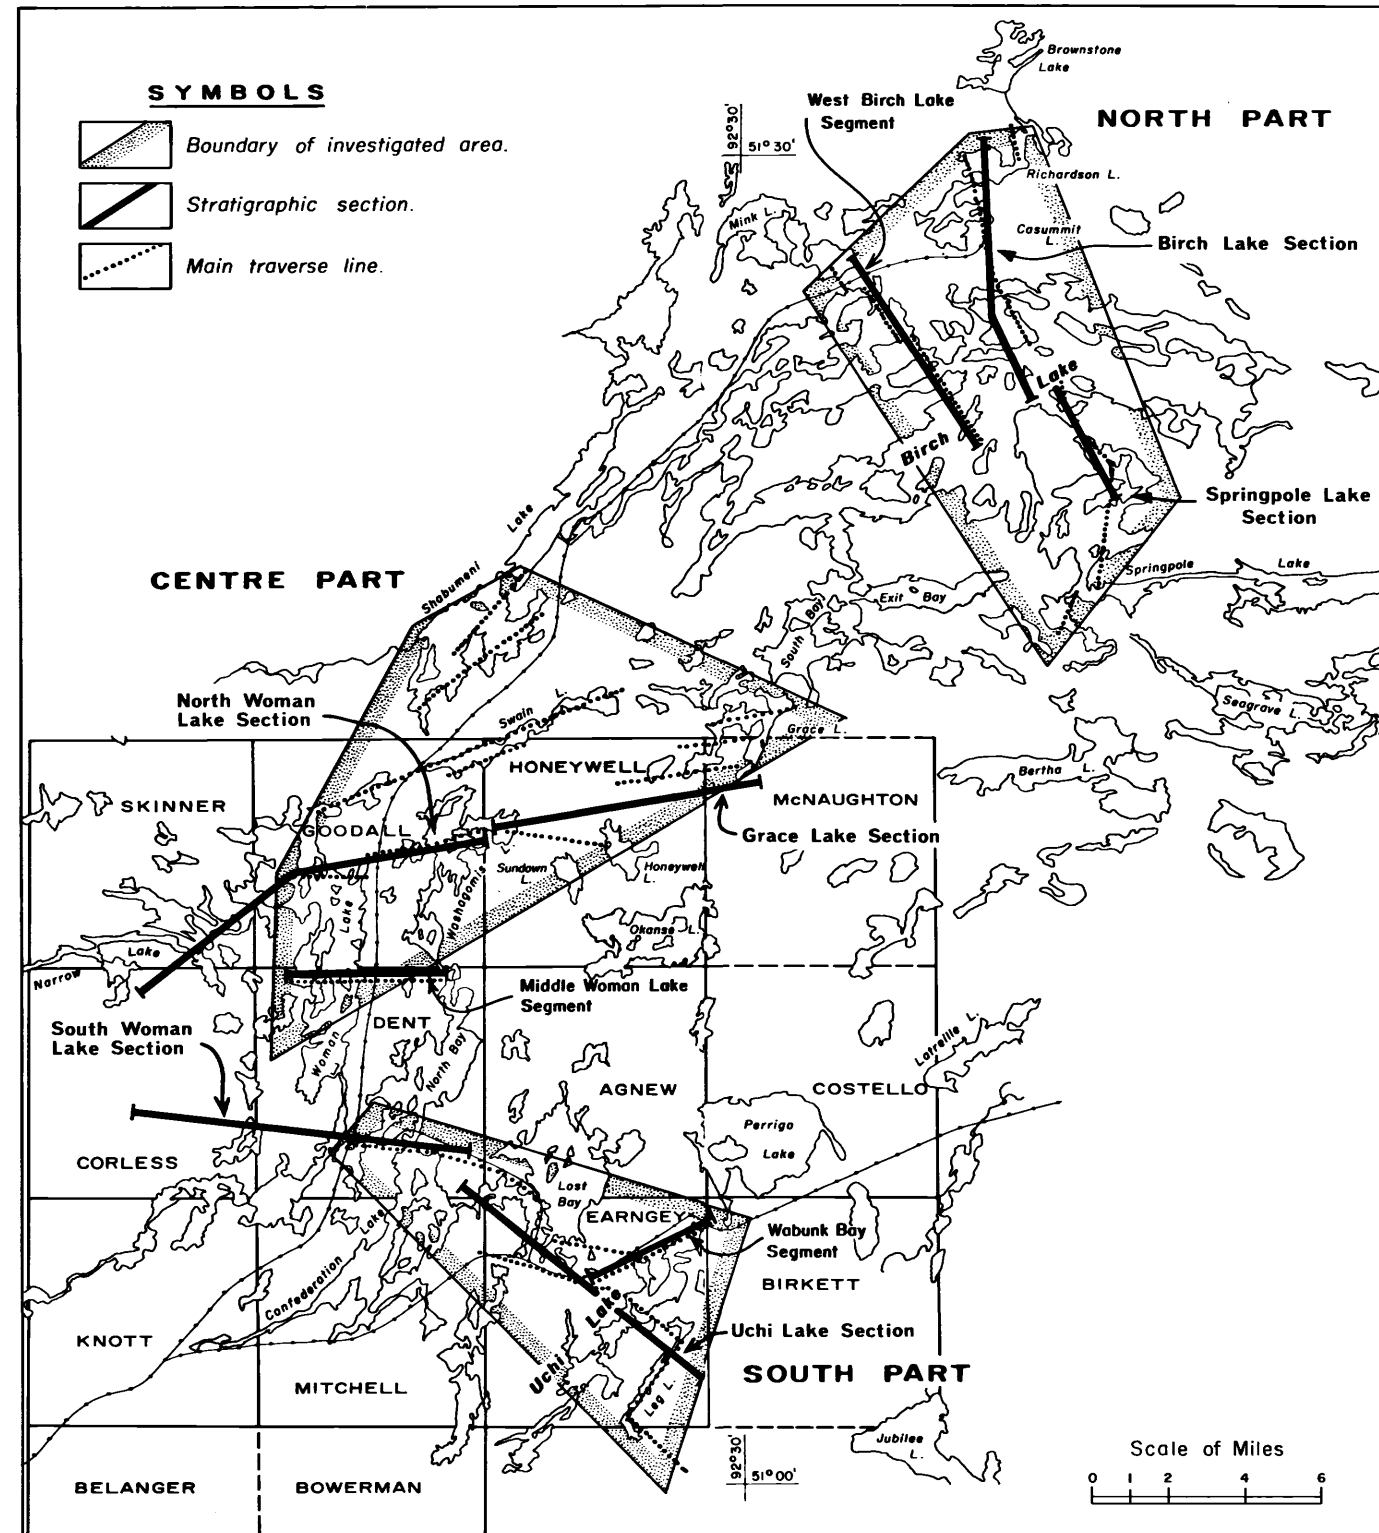 SYMBOLS
Boundary of investigated area.
Stratigraphic section.
Main traverse line.
Brownstone
Lake
West Birch Lake
Segment
NORTH PART
92°30'
51°30'
Richardson L.
Mink L.
Casummit
L.
Birch Lake Section
Lake
Birch
Springpole Lake
Section
Lake
CENTRE PART
Shabumeni
Springpole
Lake
Exit Bay
South Bay
North Woman
Lake Section
Swain
L.
Seagrave L.
Grace L.
HONEYWELL
Bertha L.
SKINNER
McNAUGHTON
GOODALL
Grace Lake Section
Sundown
L.
Honeywell
L.
Washagomis
Lake
Okanse L.
Lake
Narrow
Middle Woman Lake
Segment
South Woman
Lake Section
DENT
Woman
North Bay
Latreille L.
AGNEW
COSTELLO
Perrigo
Lake
CORLESS
Lost
Bay
Lake
EARNGEY
Wabunk Bay
Segment
BIRKETT
Confederation
Lake
KNOTT
Uchi Lake Section
Uchi
SOUTH PART
MITCHELL
Leg L.
Jubilee
L.
92°30'
51°00'
Scale of Miles
0 1 2 4 6
BELANGER
BOWERMAN